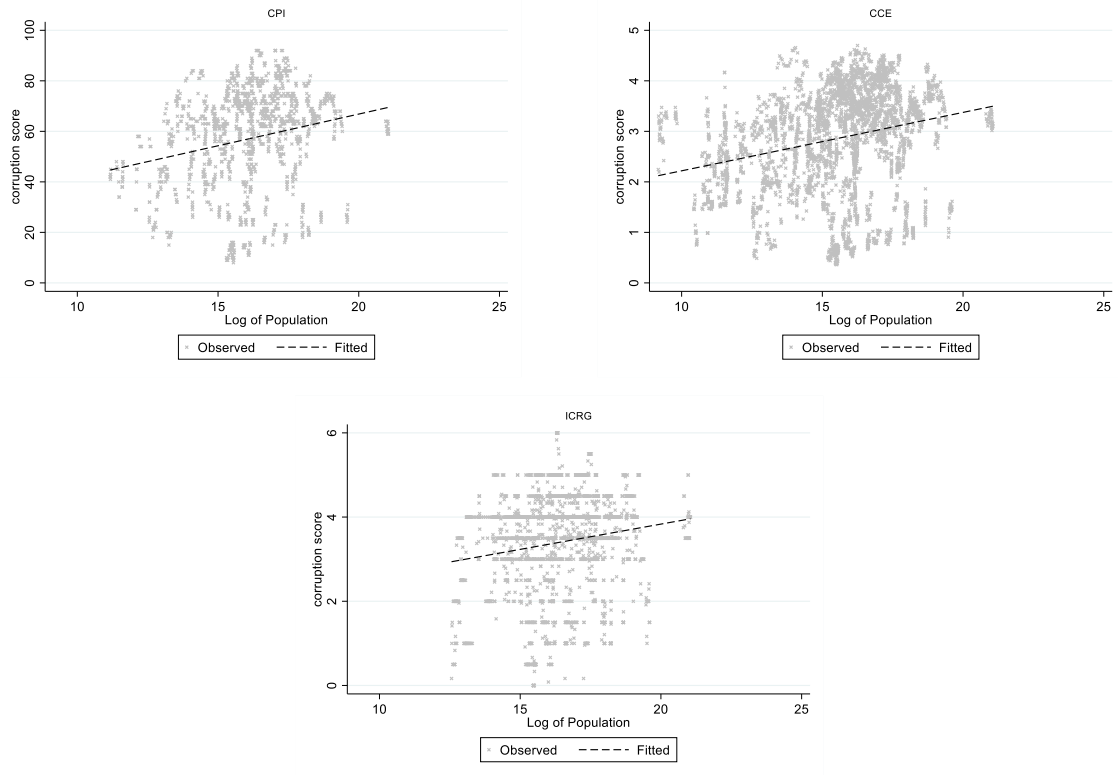 CPI
100
80
60
40
20
0
corruption score
10 15 20 25
Log of Population
Observed Fitted
CCE
5
4
3
2
1
0
corruption score
10 15 20 25
Log of Population
Observed Fitted
ICRG
6
4
2
0
corruption score
10 15 20 25
Log of Population
Observed Fitted